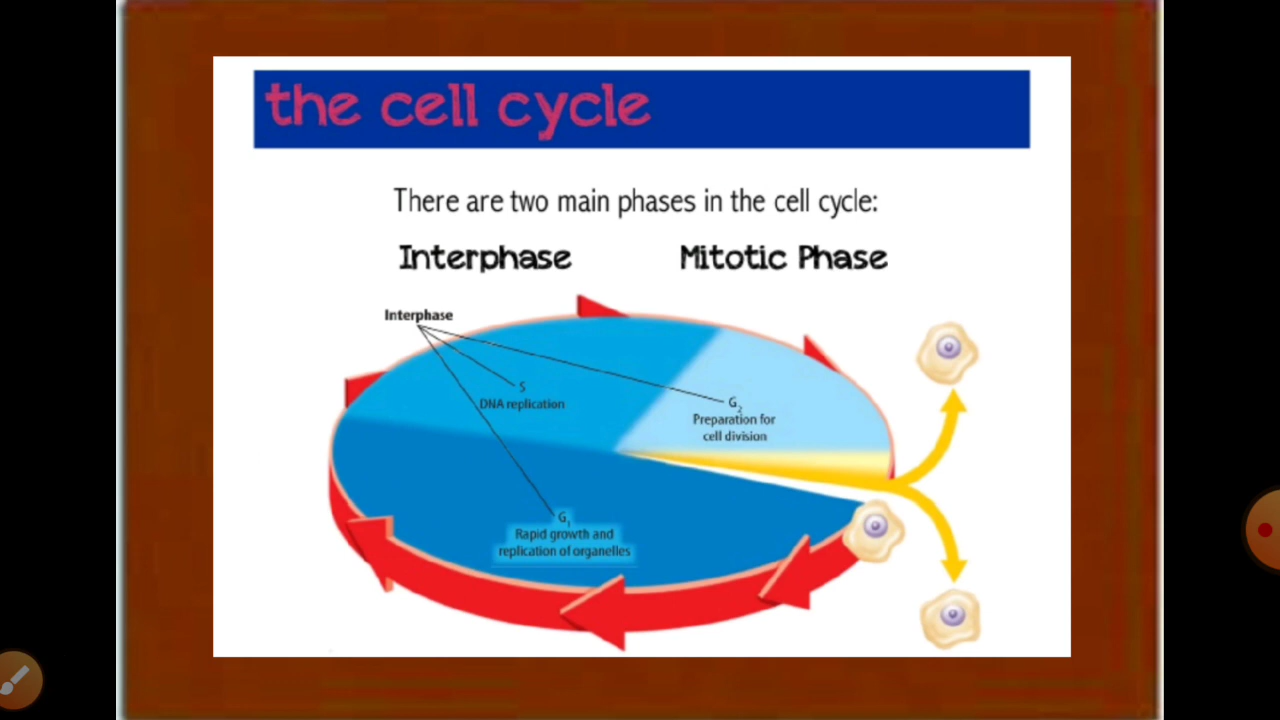 the cell cycle
There are two main phases in the cell cycle:
Interphase Mitotic Phase
Interphase
S
DNA replication
G2
Preparation for
cell division
G1
Rapid growth and
replication of organelles